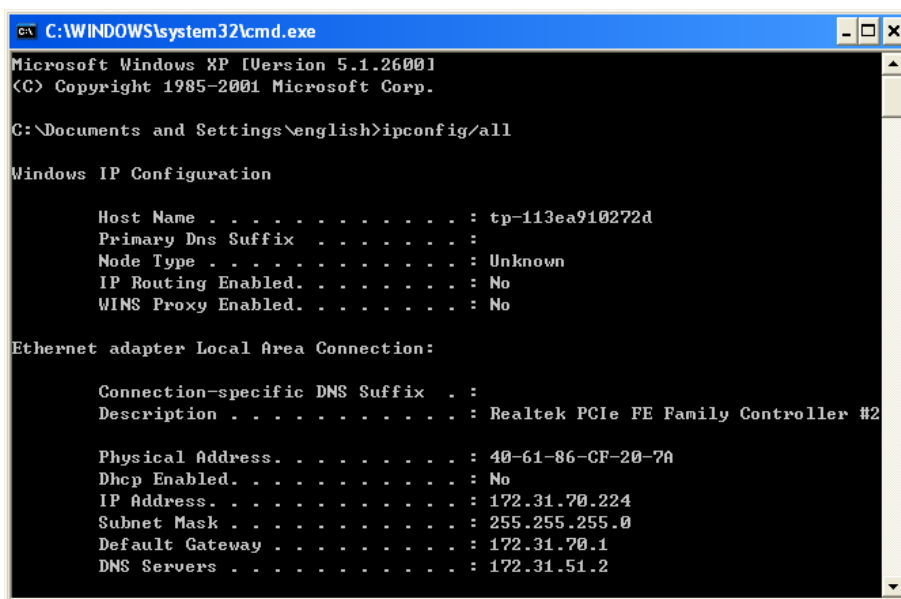 C:\WINDOWS\system32\cmd.exe
Microsoft Windows XP [Version 5.1.2600]
(C) Copyright 1985-2001 Microsoft Corp.
C:\Documents and Settings\english>ipconfig/all
Windows IP Configuration
Host Name . . . . . . . . . . . . : tp-113ea910272d
Primary Dns Suffix  . . . . . . . :
Node Type . . . . . . . . . . . . : Unknown
IP Routing Enabled. . . . . . . . : No
WINS Proxy Enabled. . . . . . . . : No
Ethernet adapter Local Area Connection:
Connection-specific DNS Suffix  . :
Description . . . . . . . . . . . : Realtek PCIe FE Family Controller #2
Physical Address. . . . . . . . . : 40-61-86-CF-20-7A
Dhcp Enabled. . . . . . . . . . . : No
IP Address. . . . . . . . . . . . : 172.31.70.224
Subnet Mask . . . . . . . . . . . : 255.255.255.0
Default Gateway . . . . . . . . . : 172.31.70.1
DNS Servers . . . . . . . . . . . : 172.31.51.2